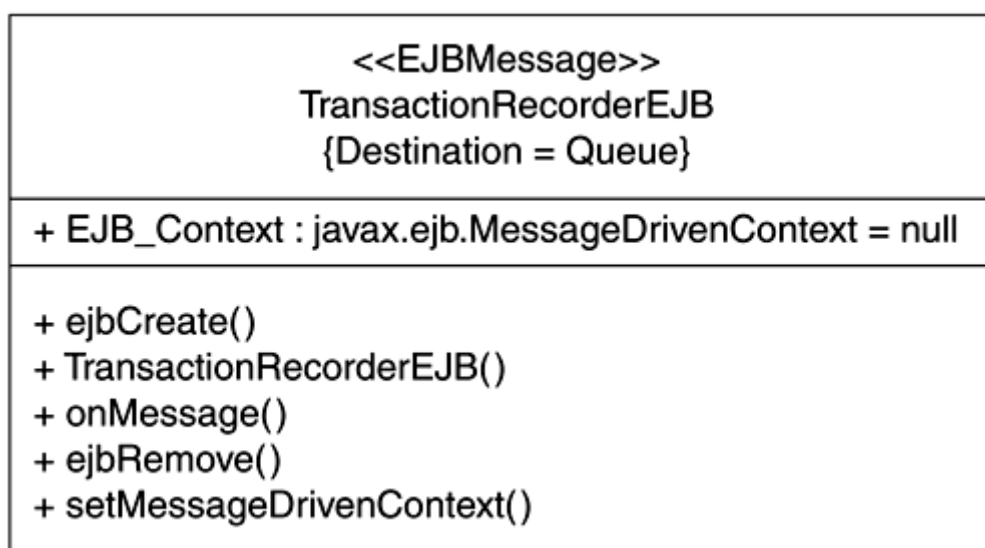 <<EJBMessage>>
TransactionRecorderEJB
{Destination = Queue}
+ EJB_Context : javax.ejb.MessageDrivenContext = null
+ ejbCreate()
+ TransactionRecorderEJB()
+ onMessage()
+ ejbRemove()
+ setMessageDrivenContext()